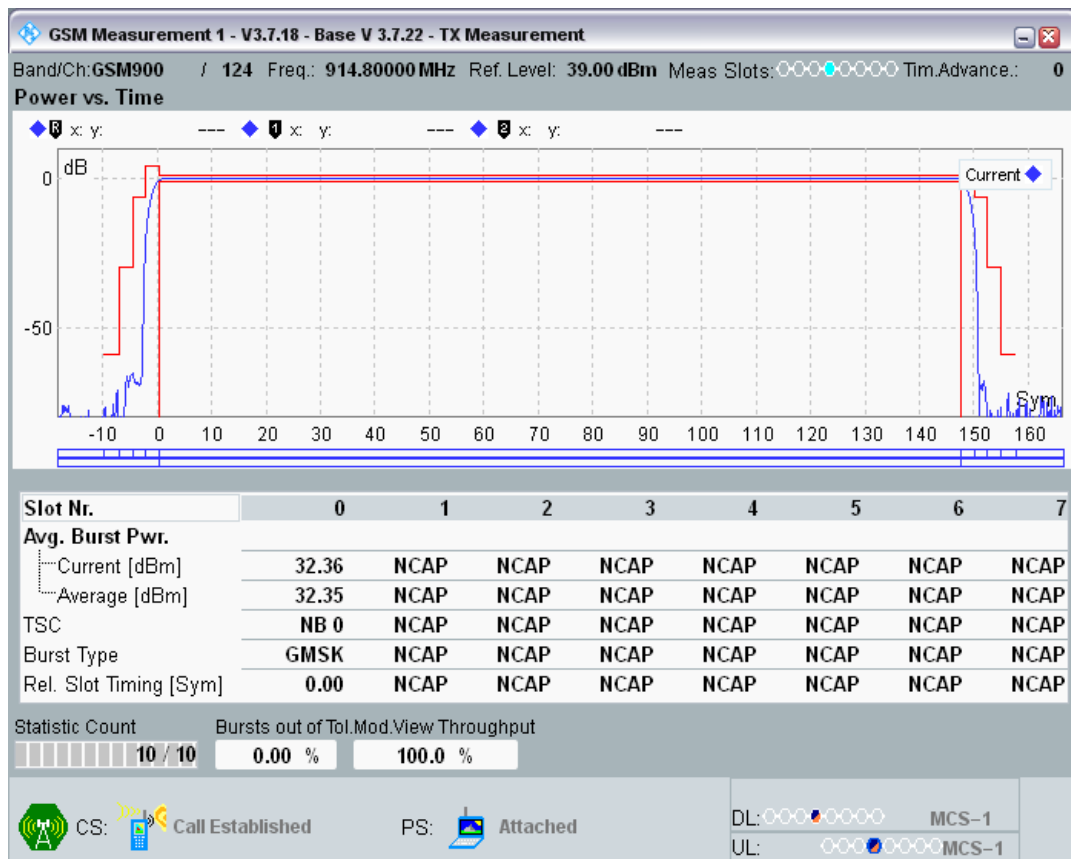 GSM Measurement 1 - V3.7.18 - Base V 3.7.22 - TX Measurement
Band/Ch:GSM900 / 124 Freq.: 914.80000 MHz Ref. Level: 39.00 dBm Meas Slots: Tim.Advance.: 0
Power vs. Time
R x: y: --- 1 x: y: --- 2 x: y: ---
dB
Current
0
-50
Sym.
-10 0 10 20 30 40 50 60 70 80 90 100 110 120 130 140 150 160
Slot Nr. 0 1 2 3 4 5 6 7
Avg. Burst Pwr.
Current [dBm] 32.36 NCAP NCAP NCAP NCAP NCAP NCAP NCAP
Average [dBm] 32.35 NCAP NCAP NCAP NCAP NCAP NCAP NCAP
TSC NB 0 NCAP NCAP NCAP NCAP NCAP NCAP NCAP
Burst Type GMSK NCAP NCAP NCAP NCAP NCAP NCAP NCAP
Rel. Slot Timing [Sym] 0.00 NCAP NCAP NCAP NCAP NCAP NCAP NCAP
Statistic Count Bursts out of Tol.Mod.View Throughput
10 / 10 0.00 % 100.0 %
CS: Call Established PS: Attached
DL: MCS-1
UL: MCS-1